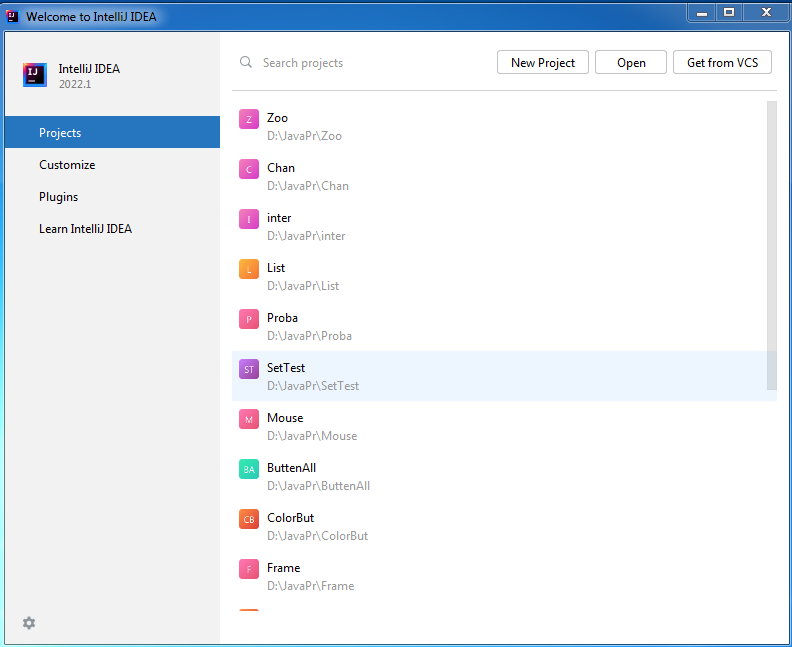 Welcome to IntelliJ IDEA
IJ
IntelliJ IDEA
2022.1
Projects
Customize
Plugins
Learn IntelliJ IDEA
Search projects
New Project
Open
Get from VCS
Z
Zoo
D:\JavaPr\Zoo
C
Chan
D:\JavaPr\Chan
I
inter
D:\JavaPr\inter
L
List
D:\JavaPr\List
P
Proba
D:\JavaPr\Proba
ST
SetTest
D:\JavaPr\SetTest
M
Mouse
D:\JavaPr\Mouse
BA
ButtenAll
D:\JavaPr\ButtenAll
CB
ColorBut
D:\JavaPr\ColorBut
F
Frame
D:\JavaPr\Frame